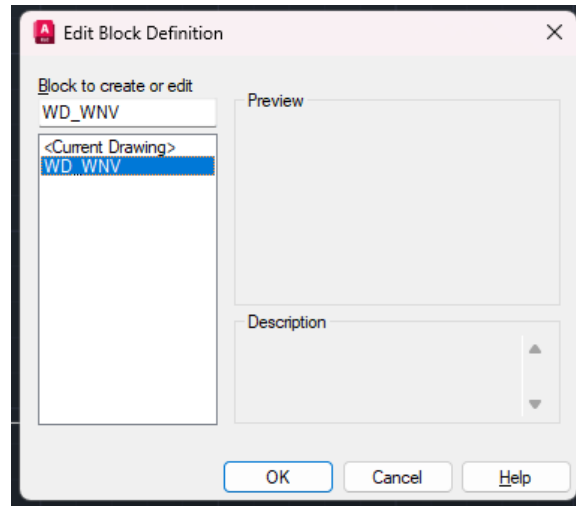 Edit Block Definition
Block to create or edit
WD_WNV
<Current Drawing>
WD_WNV
Preview
Description
OK
Cancel
Help